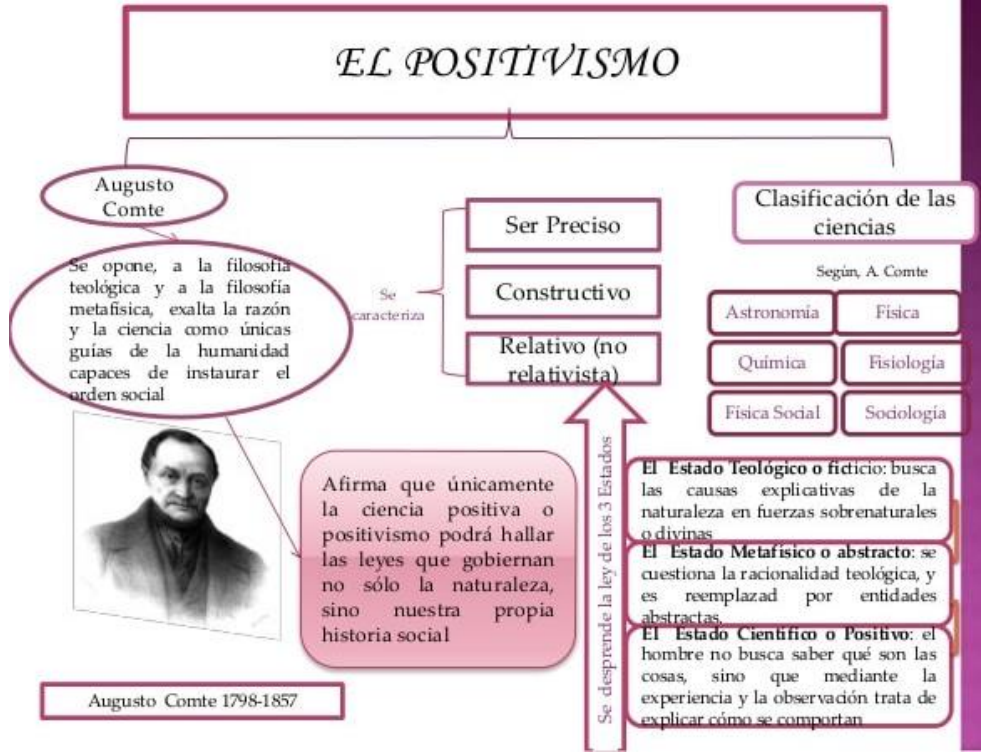 EL POSITIVISMO
Augusto
Comte
Se opone, a la filosofía
teológica y a la filosofía
metafísica, exalta la razón
y la ciencia como únicas
guías de la humanidad
capaces de instaurar el
orden social
Afirma que únicamente
la ciencia positiva o
positivismo podrá hallar
las leyes que gobiernan
no sólo la naturaleza,
sino nuestra propia
historia social
Augusto Comte 1798-1857
Se
caracteriza
Ser Preciso
Constructivo
Relativo (no
relativista)
Se desprende la ley de los 3 Estados
Clasificación de las
ciencias
Según, A. Comte
Astronomía
Física
Química
Fisiología
Física Social
Sociología
El Estado Teológico o ficticio: busca
las causas explicativas de la
naturaleza en fuerzas sobrenaturales
o divinas
El Estado Metafísico o abstracto: se
cuestiona la racionalidad teológica, y
es reemplazad por entidades
abstractas.
El Estado Científico o Positivo: el
hombre no busca saber qué son las
cosas, sino que mediante la
experiencia y la observación trata de
explicar cómo se comportan